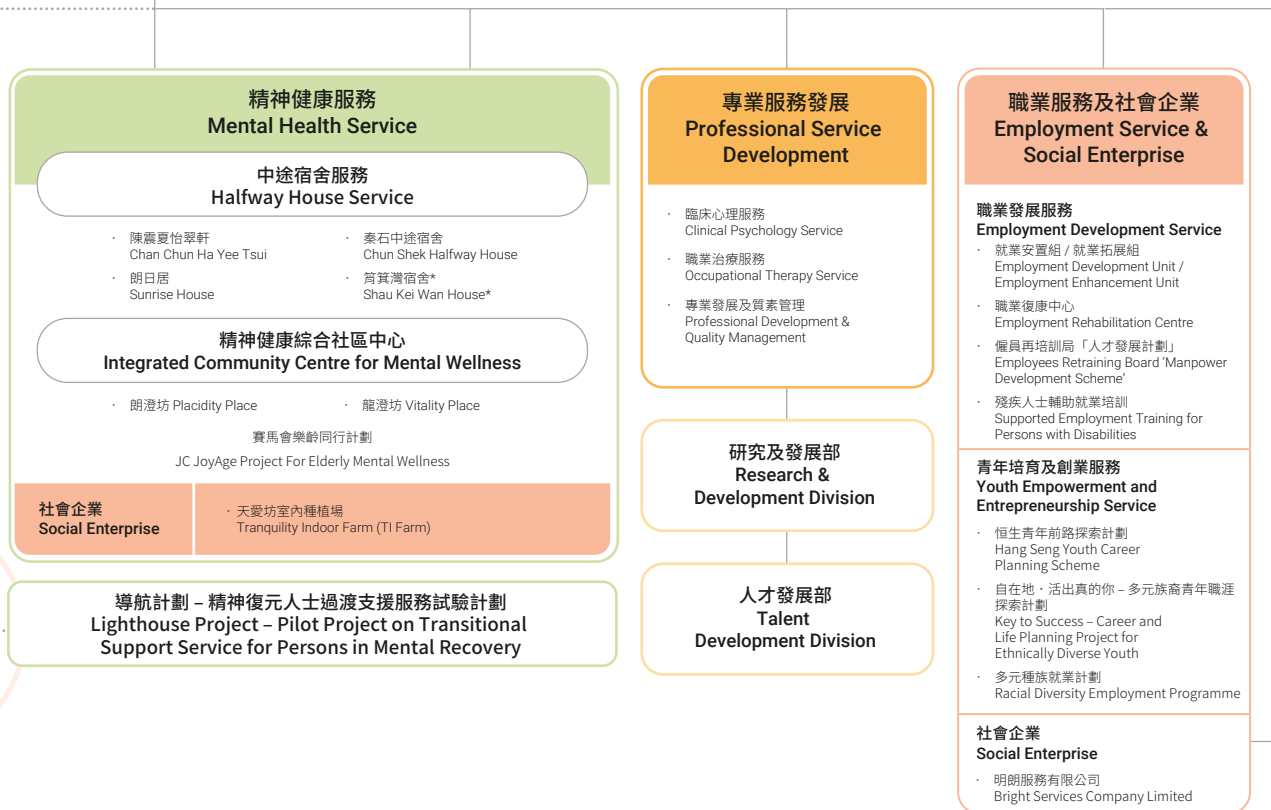 精神健康服務
Mental Health Service
中途宿舍服務
Halfway House Service
· 陳震夏怡翠軒
Chan Chun Ha Yee Tsui
· 秦石中途宿舍
Chun Shek Halfway House
· 朗日居
Sunrise House
· 筲箕灣宿舍*
Shau Kei Wan House*
精神健康綜合社區中心
Integrated Community Centre for Mental Wellness
· 朗澄坊 Placidity Place
· 龍澄坊 Vitality Place
賽馬會樂齡同行計劃
JC JoyAge Project For Elderly Mental Wellness
社會企業
Social Enterprise
· 天愛坊室內種植場
Tranquility Indoor Farm (TI Farm)
導航計劃 – 精神復元人士過渡支援服務試驗計劃
Lighthouse Project – Pilot Project on Transitional
Support Service for Persons in Mental Recovery
專業服務發展
Professional Service
Development
· 臨床心理服務
Clinical Psychology Service
· 職業治療服務
Occupational Therapy Service
· 專業發展及質素管理
Professional Development &
Quality Management
研究及發展部
Research &
Development Division
人才發展部
Talent
Development Division
職業服務及社會企業
Employment Service &
Social Enterprise
職業發展服務
Employment Development Service
· 就業安置組 / 就業拓展組
Employment Development Unit /
Employment Enhancement Unit
· 職業復康中心
Employment Rehabilitation Centre
· 僱員再培訓局「人才發展計劃」
Employees Retraining Board ‘Manpower
Development Scheme’
· 殘疾人士輔助就業培訓
Supported Employment Training for
Persons with Disabilities
青年培育及創業服務
Youth Empowerment and
Entrepreneurship Service
· 恒生青年前路探索計劃
Hang Seng Youth Career
Planning Scheme
· 自在地・活出真的你 – 多元族裔青年職涯
探索計劃
Key to Success – Career and
Life Planning Project for
Ethnically Diverse Youth
· 多元種族就業計劃
Racial Diversity Employment Programme
社會企業
Social Enterprise
· 明朗服務有限公司
Bright Services Company Limited